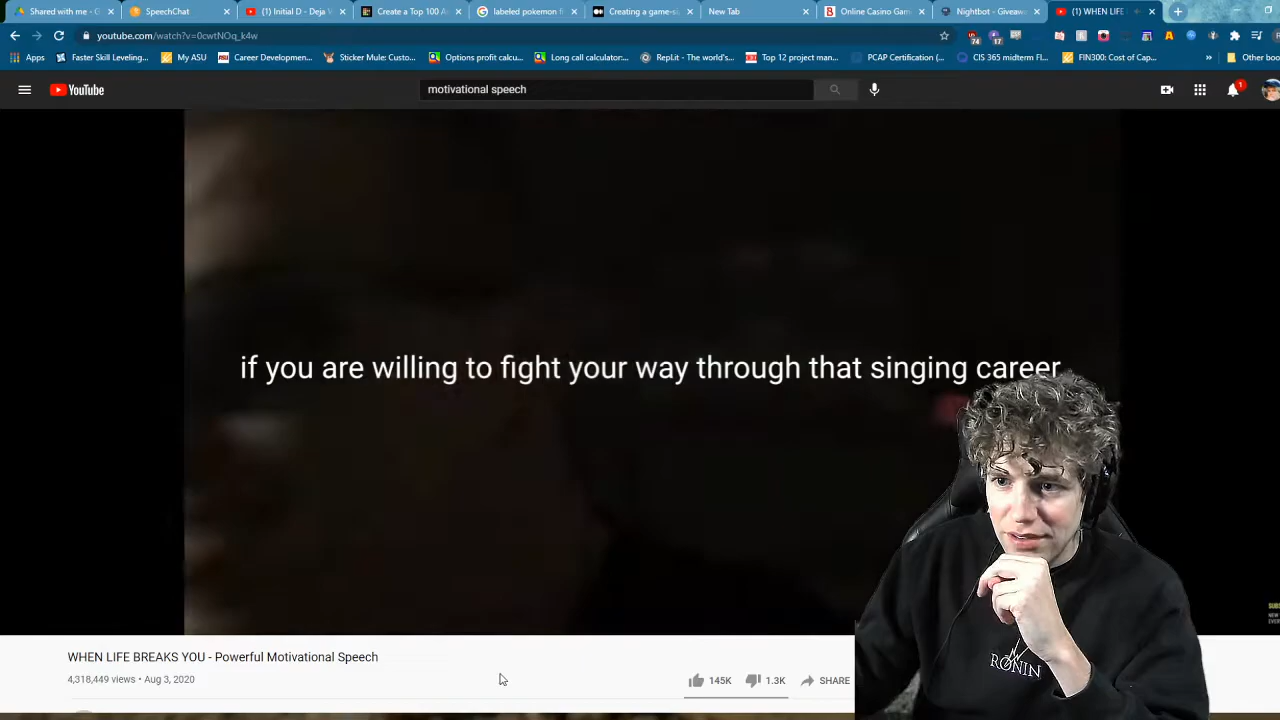 Shared with me - G
SpeechChat
(1) Initial D - Deja V
Create a Top 100 A
labeled pokemon fi
Creating a game-si
New Tab
Online Casino Gam
Nightbot - Giveaw
(1) WHEN LIFE
youtube.com/watch?v=0cwtNOq_k4w
Apps
Faster Skill Leveling...
My ASU
Career Developmen...
Sticker Mule: Custo...
Options profit calcu...
Long call calculator:...
RepLit - The world's...
Top 12 project man...
PCAP Certification (...
CIS 365 midterm Fl...
FIN300: Cost of Cap...
»
Other boo
YouTube
motivational speech
1
if you are willing to fight your way through that singing career
WHEN LIFE BREAKS YOU - Powerful Motivational Speech
4,318,449 views • Aug 3, 2020
145K
1.3K
SHARE
RONIN